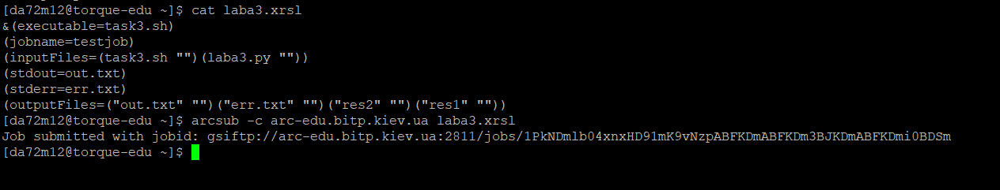 [da72m12@torque-edu ~]$ cat laba3.xrsl
&(executable=task3.sh)
(jobname=testjob)
(inputFiles=(task3.sh "")(laba3.py ""))
(stdout=out.txt)
(stderr=err.txt)
(outputFiles=("out.txt" "")("err.txt" "")("res2" "")("res1" ""))
[da72m12@torque-edu ~]$ arcsub -c arc-edu.bitp.kiev.ua laba3.xrsl
Job submitted with jobid: gsiftp://arc-edu.bitp.kiev.ua:2811/jobs/1PkNDmlb04xnxHD91mK9vNzpABFKDmABFKDm3BJKDmABFKDmi0BDSm
[da72m12@torque-edu ~]$